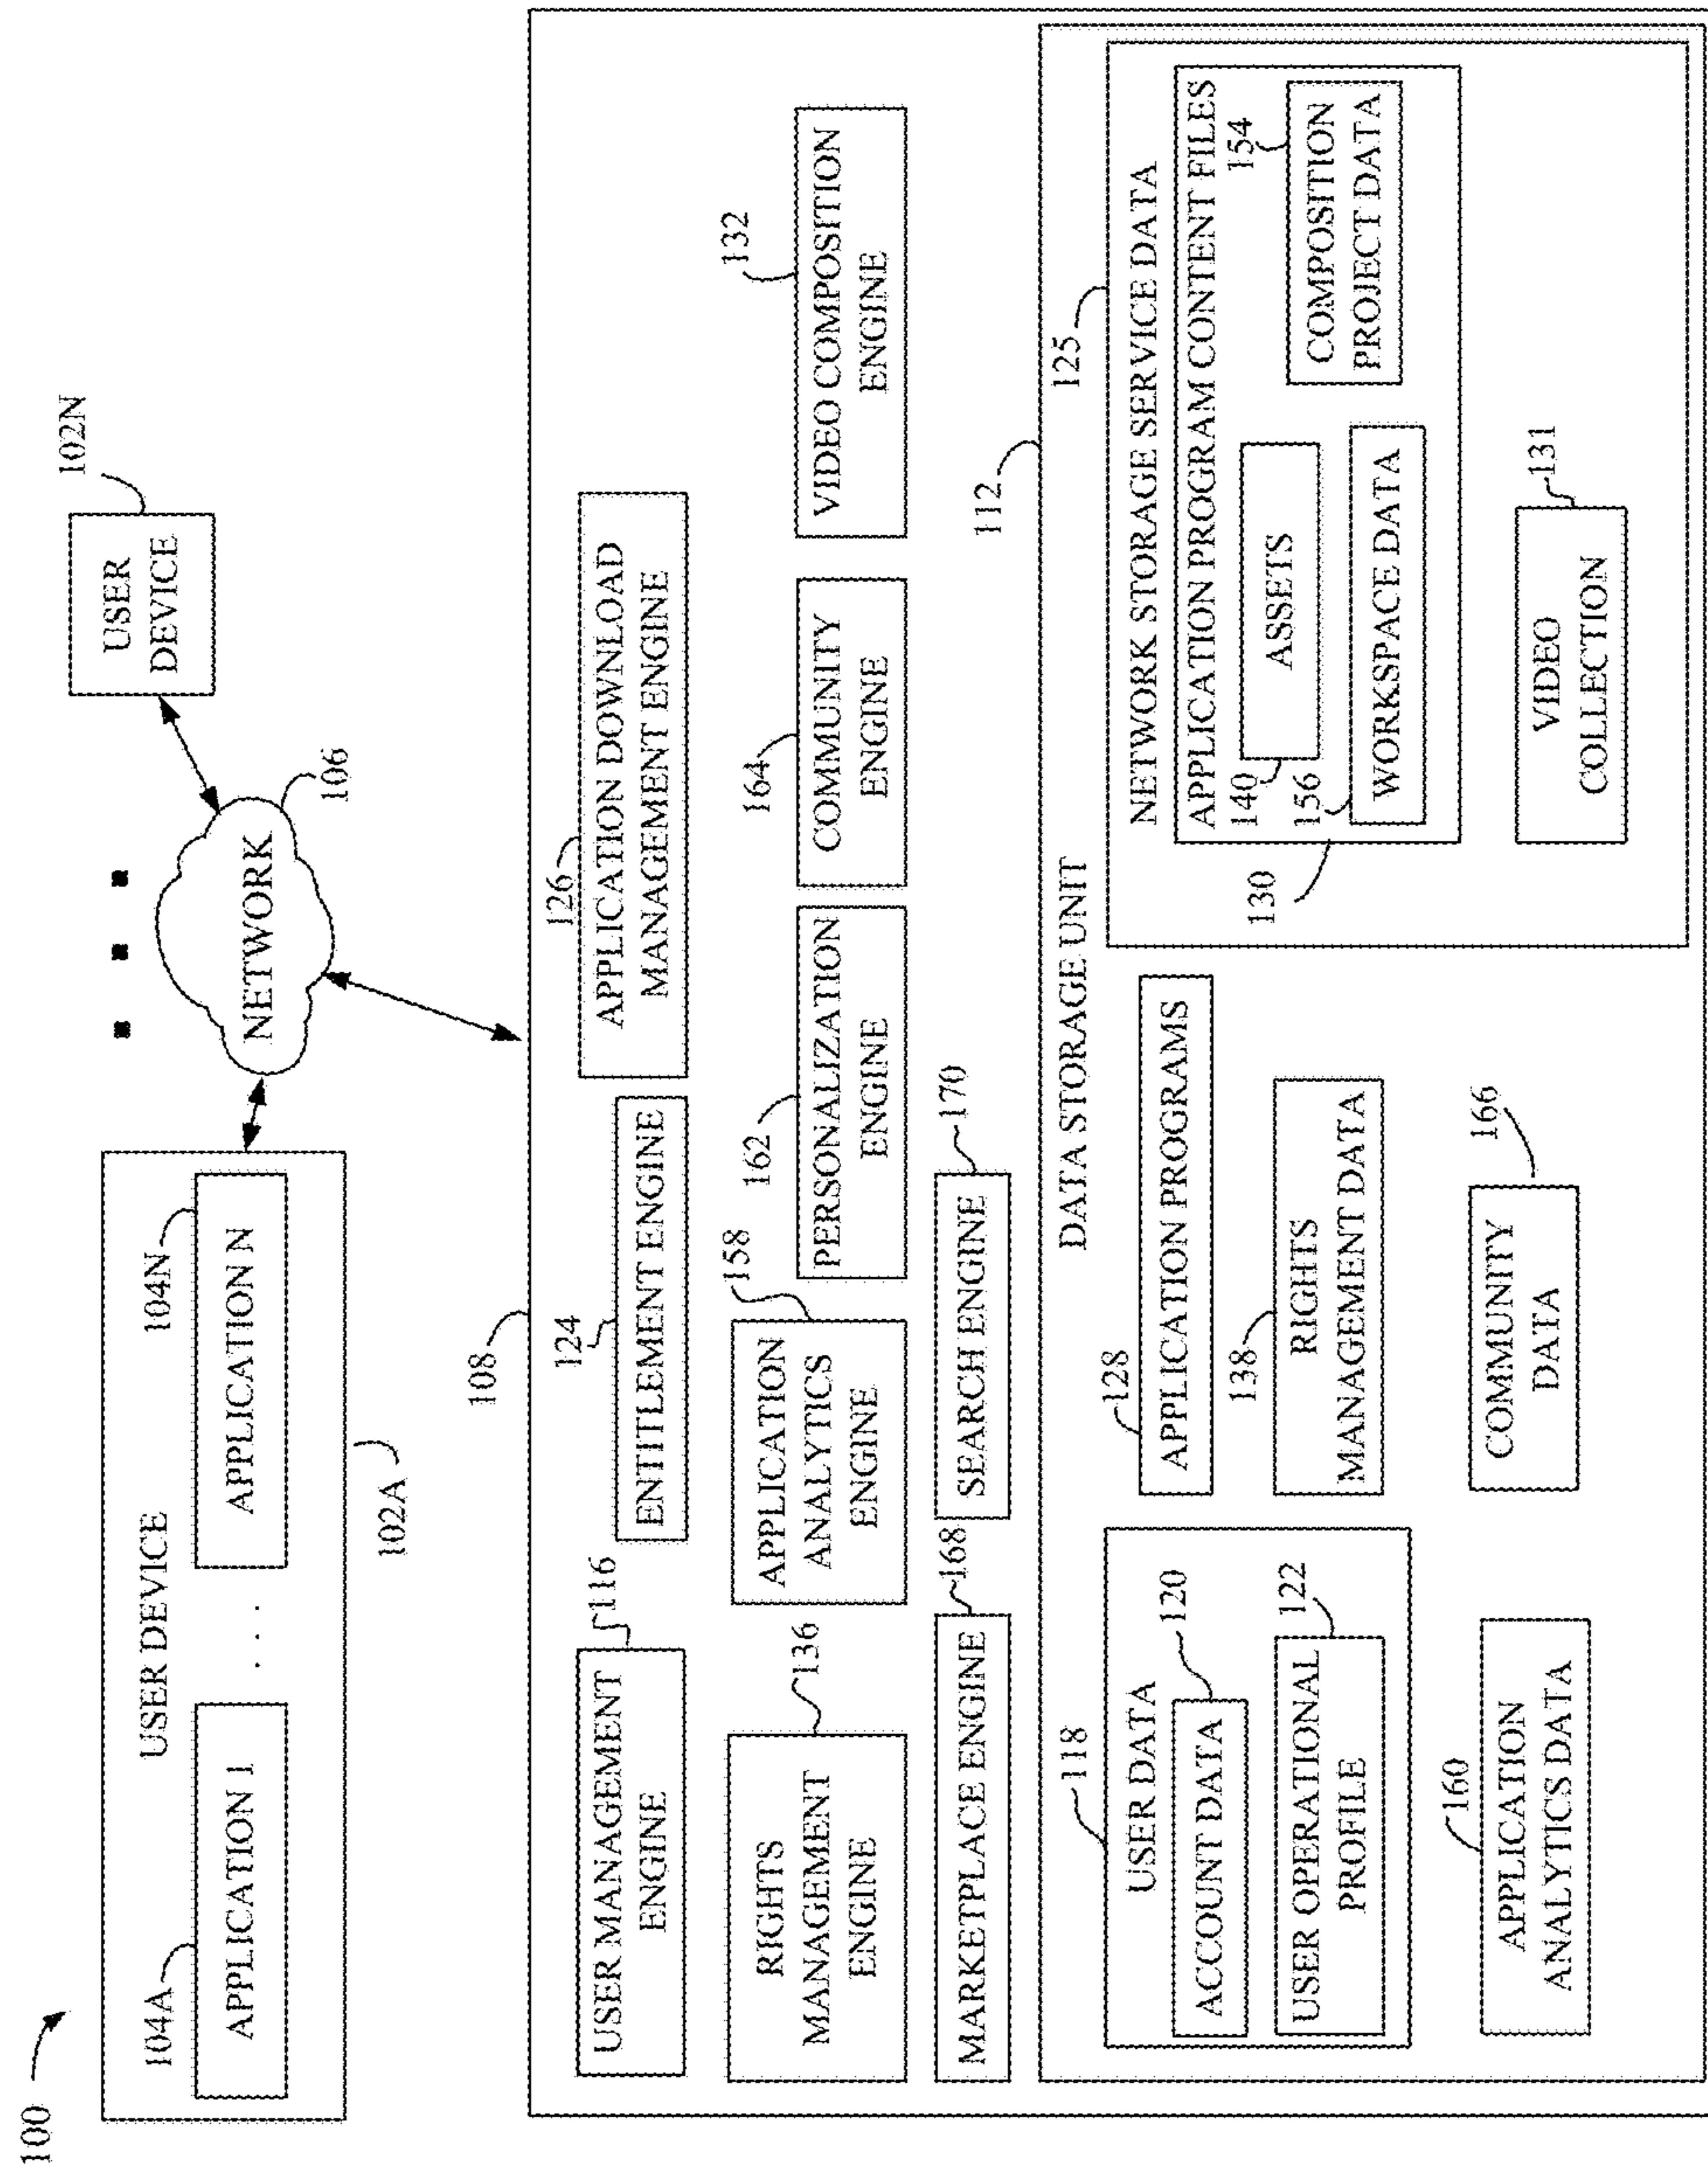 100
USER DEVICE
104A
APPLICATION 1
. . .
104N
APPLICATION N
102A
NETWORK
106
USER
DEVICE
102N
108
116
USER MANAGEMENT
ENGINE
124
ENTITLEMENT ENGINE
126
APPLICATION DOWNLOAD
MANAGEMENT ENGINE
136
RIGHTS
MANAGEMENT
ENGINE
158
APPLICATION
ANALYTICS
ENGINE
162
PERSONALIZATION
ENGINE
164
COMMUNITY
ENGINE
132
VIDEO COMPOSITION
ENGINE
168
MARKETPLACE ENGINE
170
SEARCH ENGINE
112
DATA STORAGE UNIT
118
USER DATA
120
ACCOUNT DATA
122
USER OPERATIONAL
PROFILE
128
APPLICATION PROGRAMS
138
RIGHTS
MANAGEMENT DATA
160
APPLICATION
ANALYTICS DATA
166
COMMUNITY
DATA
125
NETWORK STORAGE SERVICE DATA
APPLICATION PROGRAM CONTENT FILES
130
140
ASSETS
154
COMPOSITION
PROJECT DATA
156
WORKSPACE DATA
131
VIDEO
COLLECTION